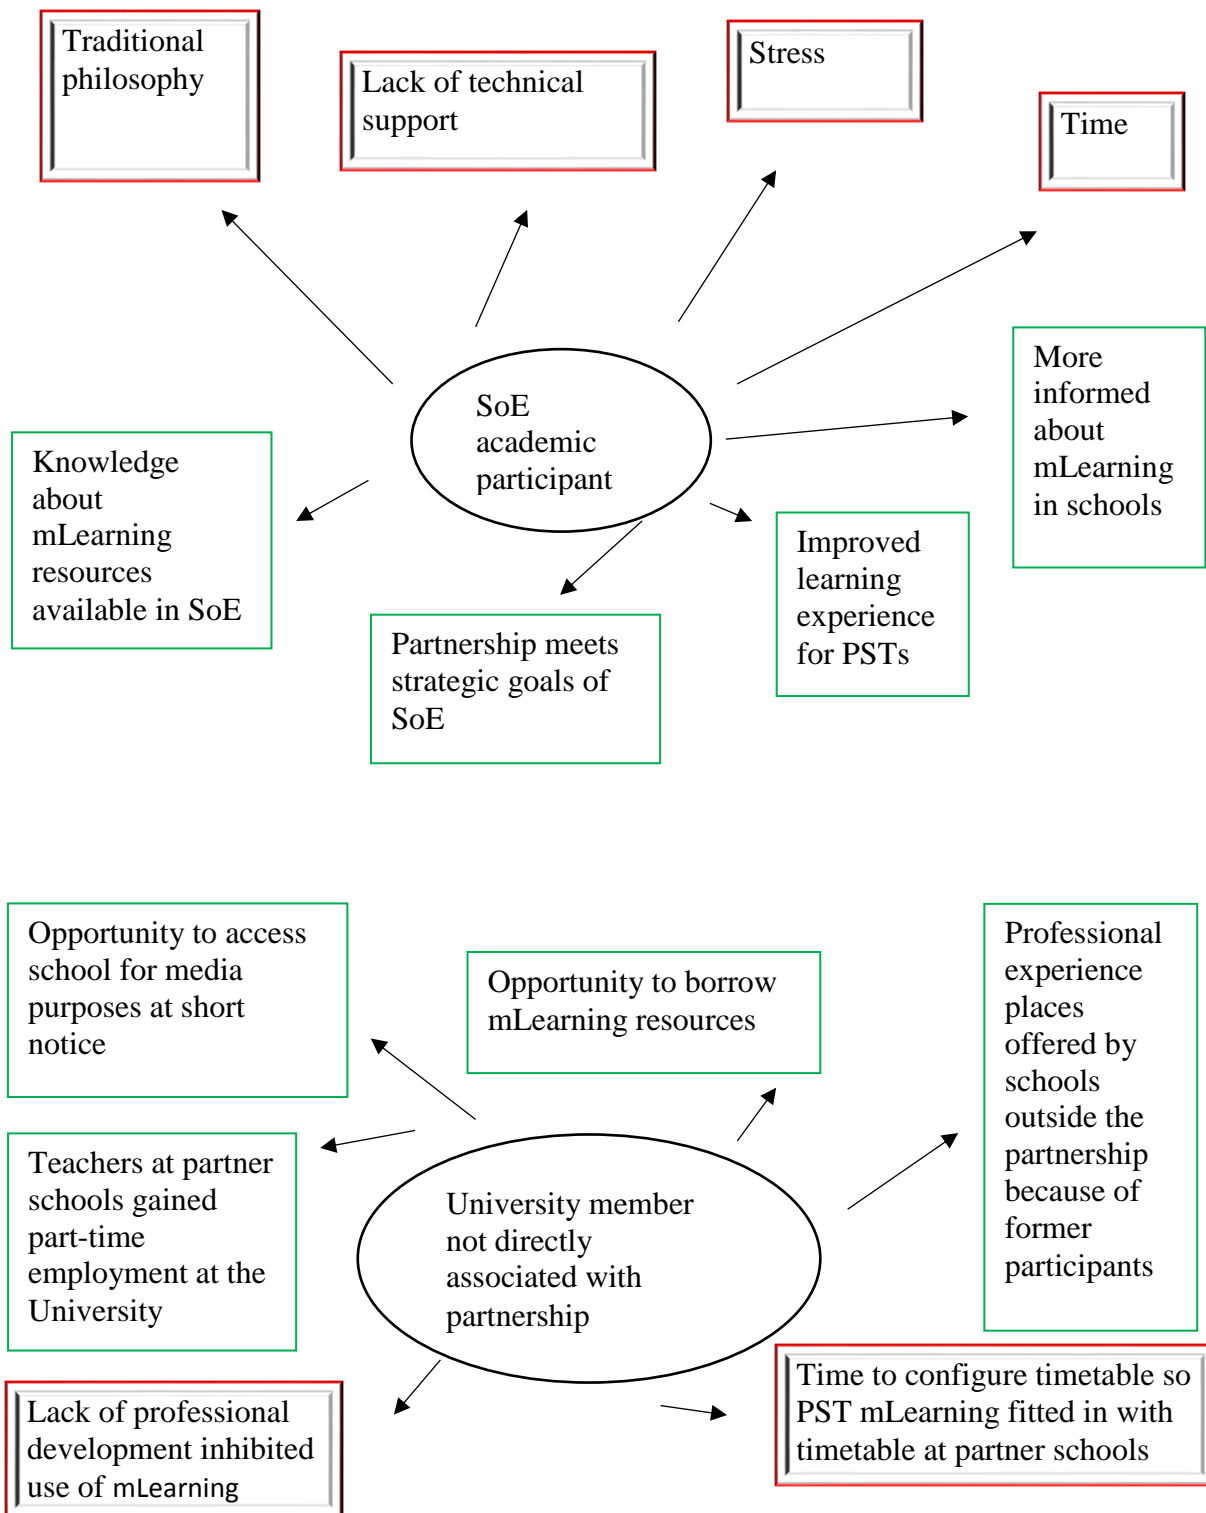 Traditional
philosophy
Lack of technical
support
Stress
Time
SoE
academic
participant
More
informed
about
mLearning
in schools
Knowledge
about
mLearning
resources
available in SoE
Improved
learning
experience
for PSTs
Partnership meets
strategic goals of
SoE
Opportunity to access
school for media
purposes at short
notice
Opportunity to borrow
mLearning resources
Professional
experience
places
offered by
schools
outside the
partnership
because of
former
participants
Teachers at partner
schools gained
part-time
employment at the
University
University member
not directly
associated with
partnership
Lack of professional
development inhibited
use of mLearning
Time to configure timetable so
PST mLearning fitted in with
timetable at partner schools